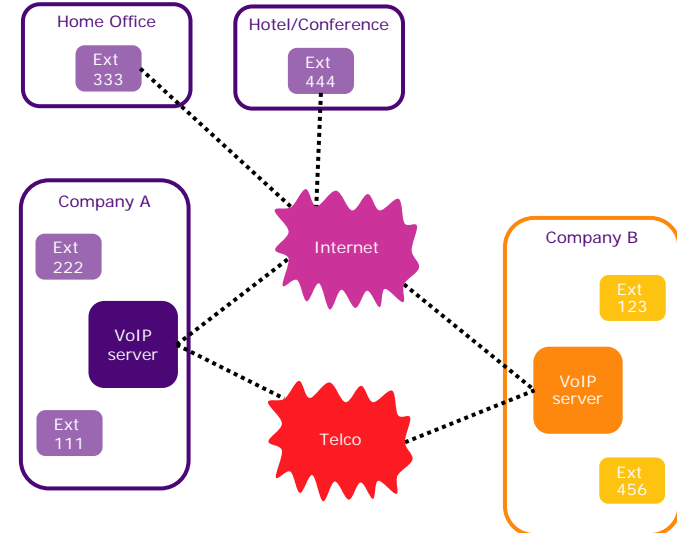 Home Office
Ext
333
Hotel/Conference
Ext
444
Company A
Ext
222
VoIP
server
Ext
111
Internet
Telco
Company B
Ext
123
VoIP
server
Ext
456